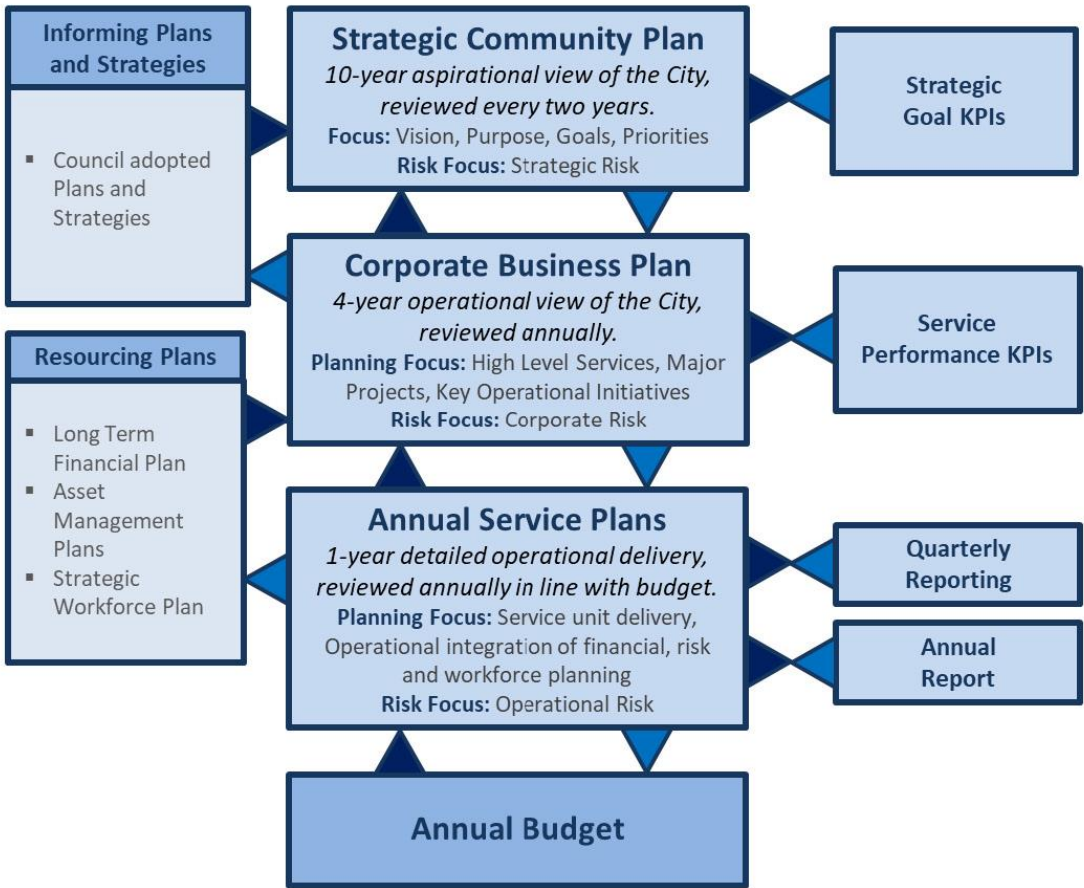 Informing Plans
and Strategies
▪ Council adopted
Plans and
Strategies
Resourcing Plans
▪ Long Term
Financial Plan
▪ Asset
Management
Plans
▪ Strategic
Workforce Plan
Strategic Community Plan
10-year aspirational view of the City,
reviewed every two years.
Focus: Vision, Purpose, Goals, Priorities
Risk Focus: Strategic Risk
Strategic
Goal KPIs
Corporate Business Plan
4-year operational view of the City,
reviewed annually.
Planning Focus: High Level Services, Major
Projects, Key Operational Initiatives
Risk Focus: Corporate Risk
Service
Performance KPIs
Annual Service Plans
1-year detailed operational delivery,
reviewed annually in line with budget.
Planning Focus: Service unit delivery,
Operational integration of financial, risk
and workforce planning
Risk Focus: Operational Risk
Quarterly
Reporting
Annual
Report
Annual Budget